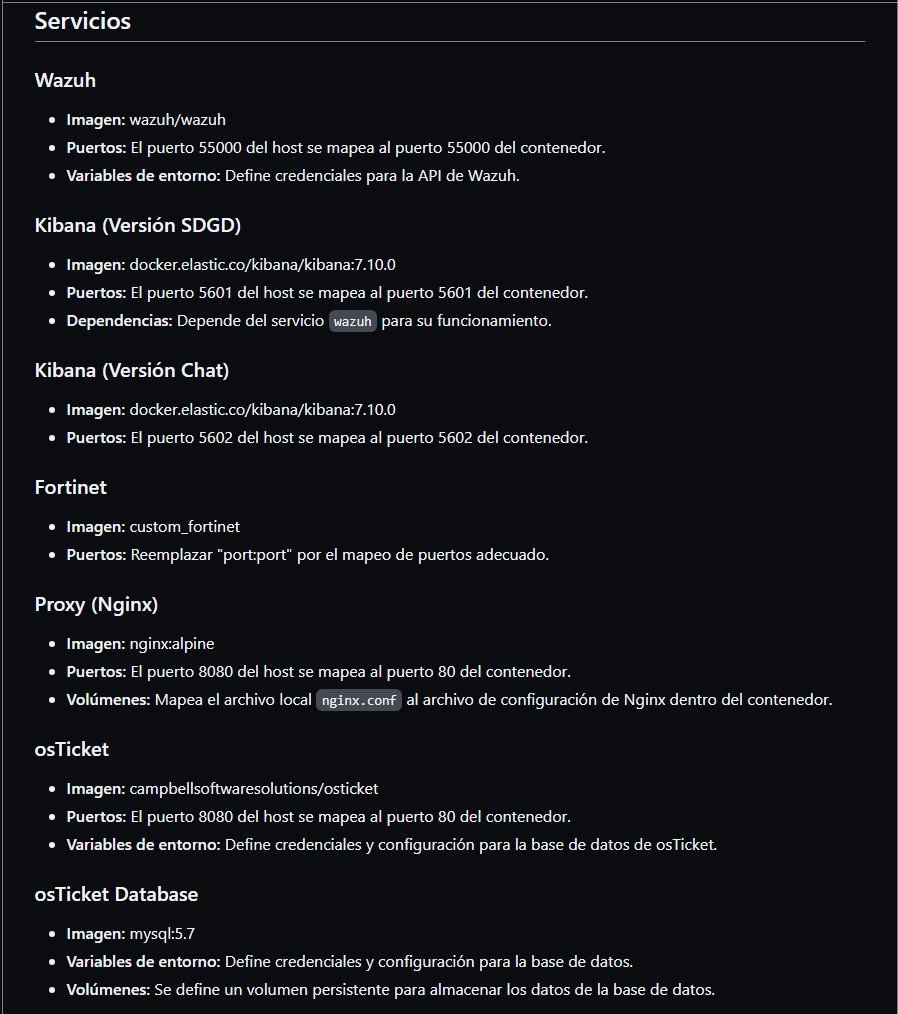 Servicios
Wazuh
• Imagen: wazuh/wazuh
• Puertos: El puerto 55000 del host se mapea al puerto 55000 del contenedor.
• Variables de entorno: Define credenciales para la API de Wazuh.
Kibana (Versión SDGD)
• Imagen: docker.elastic.co/kibana/kibana:7.10.0
• Puertos: El puerto 5601 del host se mapea al puerto 5601 del contenedor.
• Dependencias: Depende del servicio wazuh para su funcionamiento.
Kibana (Versión Chat)
• Imagen: docker.elastic.co/kibana/kibana:7.10.0
• Puertos: El puerto 5602 del host se mapea al puerto 5602 del contenedor.
Fortinet
• Imagen: custom_fortinet
• Puertos: Reemplazar "port:port" por el mapeo de puertos adecuado.
Proxy (Nginx)
• Imagen: nginx:alpine
• Puertos: El puerto 8080 del host se mapea al puerto 80 del contenedor.
• Volúmenes: Mapea el archivo local nginx.conf al archivo de configuración de Nginx dentro del contenedor.
osTicket
• Imagen: campbellsoftwaresolutions/osticket
• Puertos: El puerto 8080 del host se mapea al puerto 80 del contenedor.
• Variables de entorno: Define credenciales y configuración para la base de datos de osTicket.
osTicket Database
• Imagen: mysql:5.7
• Variables de entorno: Define credenciales y configuración para la base de datos.
• Volúmenes: Se define un volumen persistente para almacenar los datos de la base de datos.